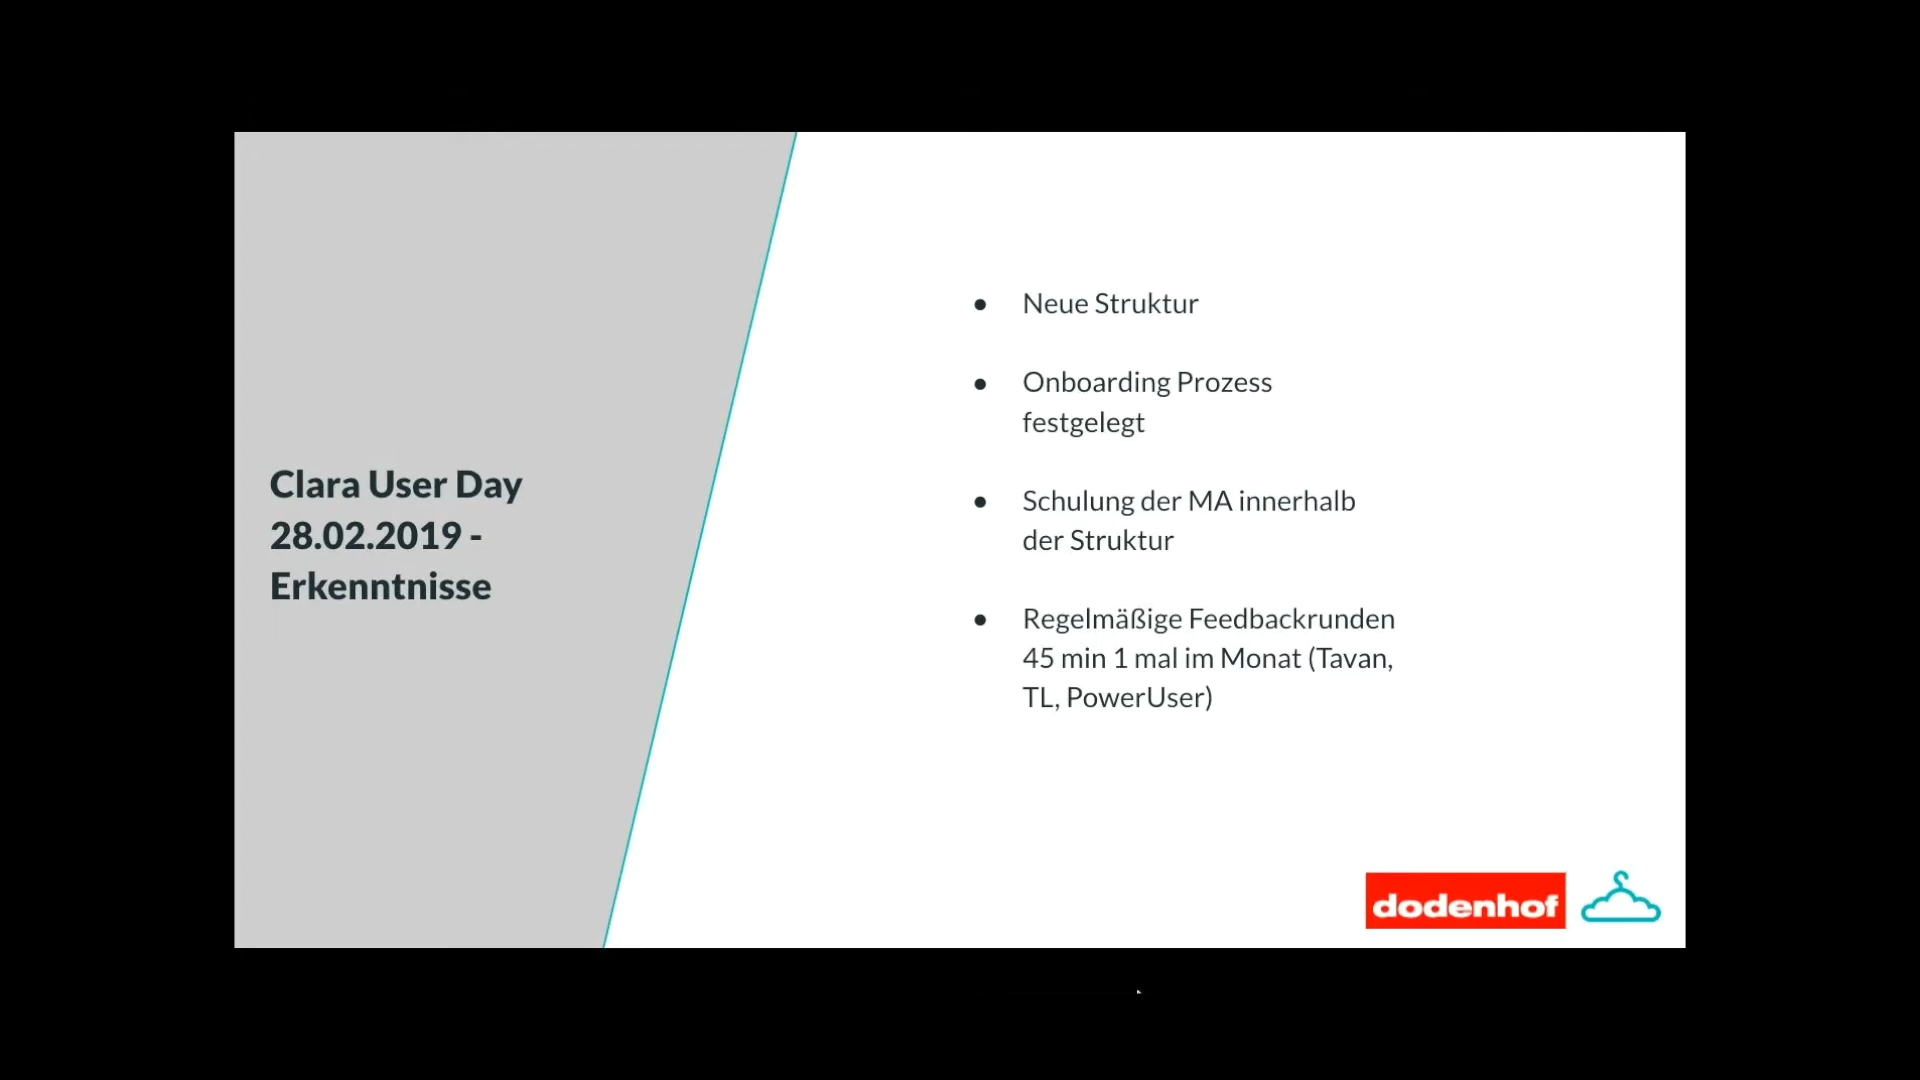 Clara User Day
28.02.2019 -
Erkenntnisse
● Neue Struktur
● Onboarding Prozess
festgelegt
● Schulung der MA innerhalb
der Struktur
● Regelmäßige Feedbackrunden
45 min 1 mal im Monat (Tavan,
TL, PowerUser)
dodenhof